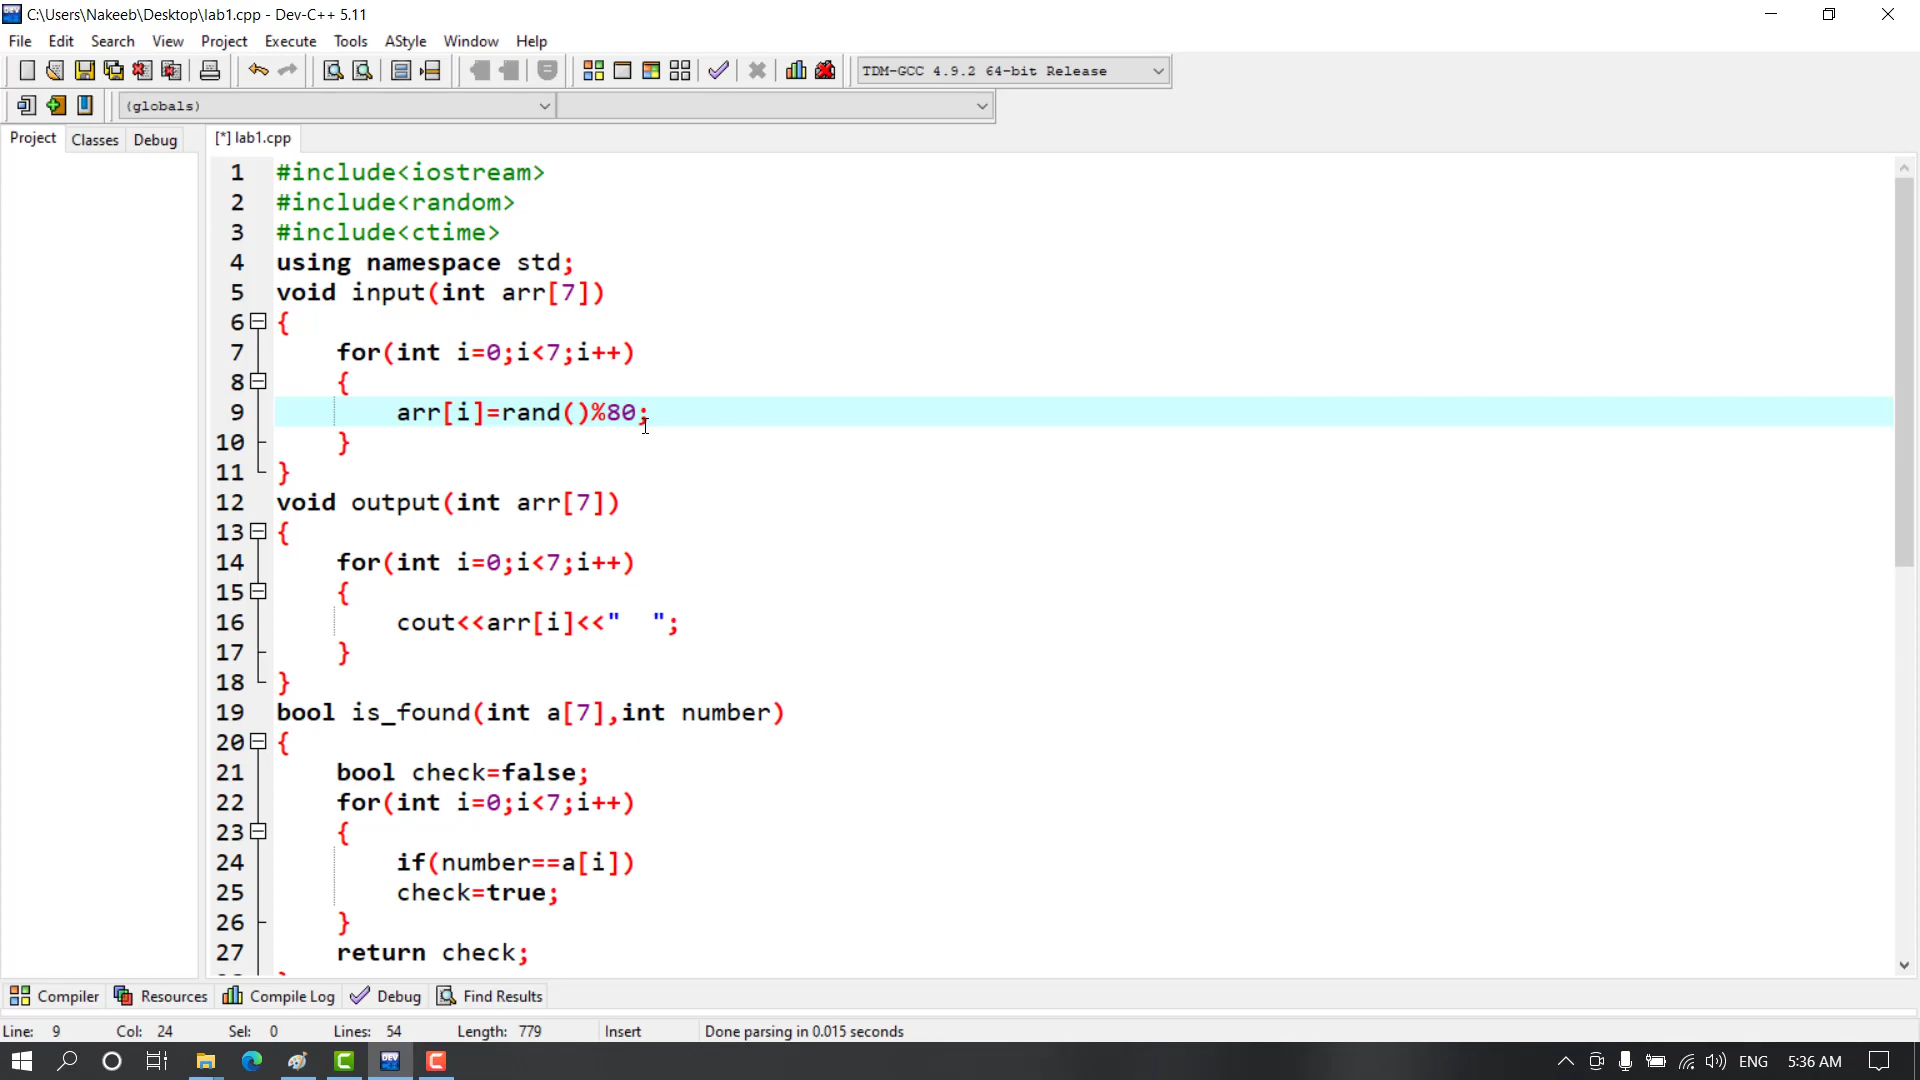 C:\Users\Nakeeb\Desktop\lab1.cpp - Dev-C++ 5.11
File Edit Search View Project Execute Tools AStyle Window Help
TDM-GCC 4.9.2 64-bit Release
(globals)
Project Classes Debug [*] lab1.cpp
1 #include<iostream>
2 #include<random>
3 #include<ctime>
4 using namespace std;
5 void input(int arr[7])
6 {
7 for(int i=0;i<7;i++)
8 {
9 arr[i]=rand()%80;
10 }
11 }
12 void output(int arr[7])
13 {
14 for(int i=0;i<7;i++)
15 {
16 cout<<arr[i]<<"  ";
17 }
18 }
19 bool is_found(int a[7],int number)
20 {
21 bool check=false;
22 for(int i=0;i<7;i++)
23 {
24 if(number==a[i])
25 check=true;
26 }
27 return check;
Compiler Resources Compile Log Debug Find Results
Line: 9 Col: 24 Sel: 0 Lines: 54 Length: 779 Insert Done parsing in 0.015 seconds
DEV ENG 5:36 AM